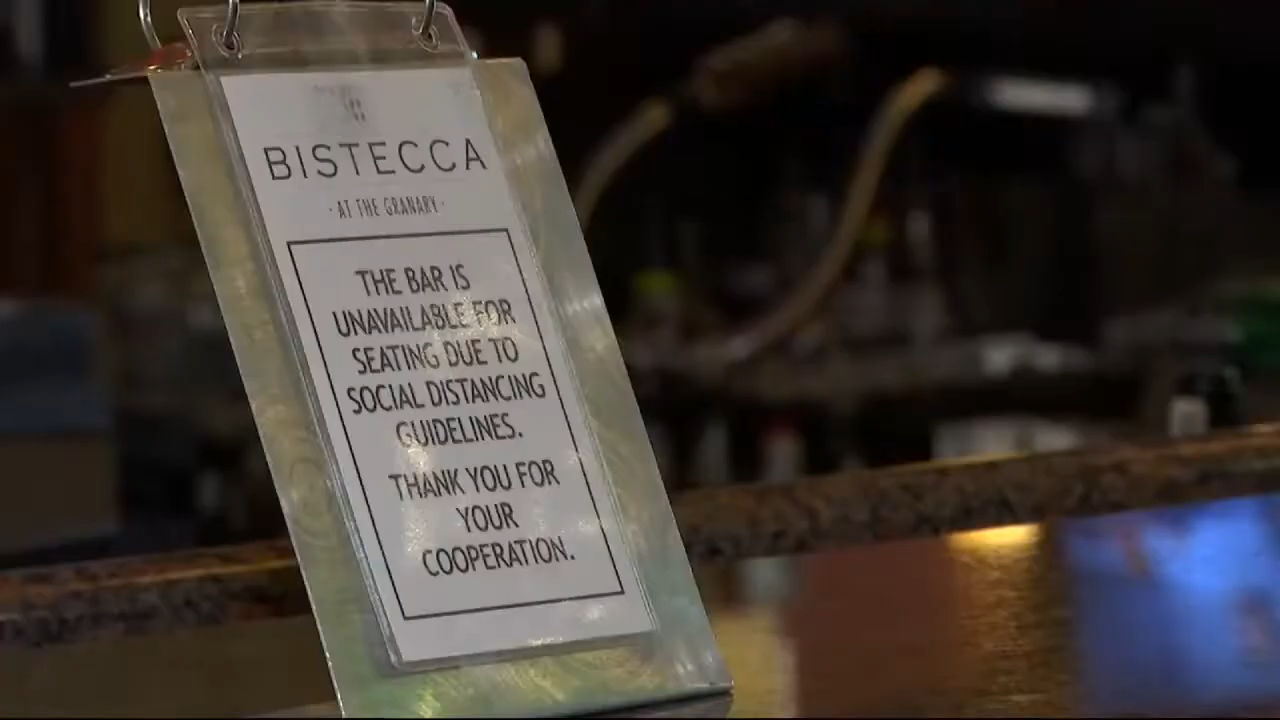 BISTECCA
· AT THE GRANARY ·
THE BAR IS
UNAVAILABLE FOR
SEATING DUE TO
SOCIAL DISTANCING
GUIDELINES.
THANK YOU FOR
YOUR
COOPERATION.